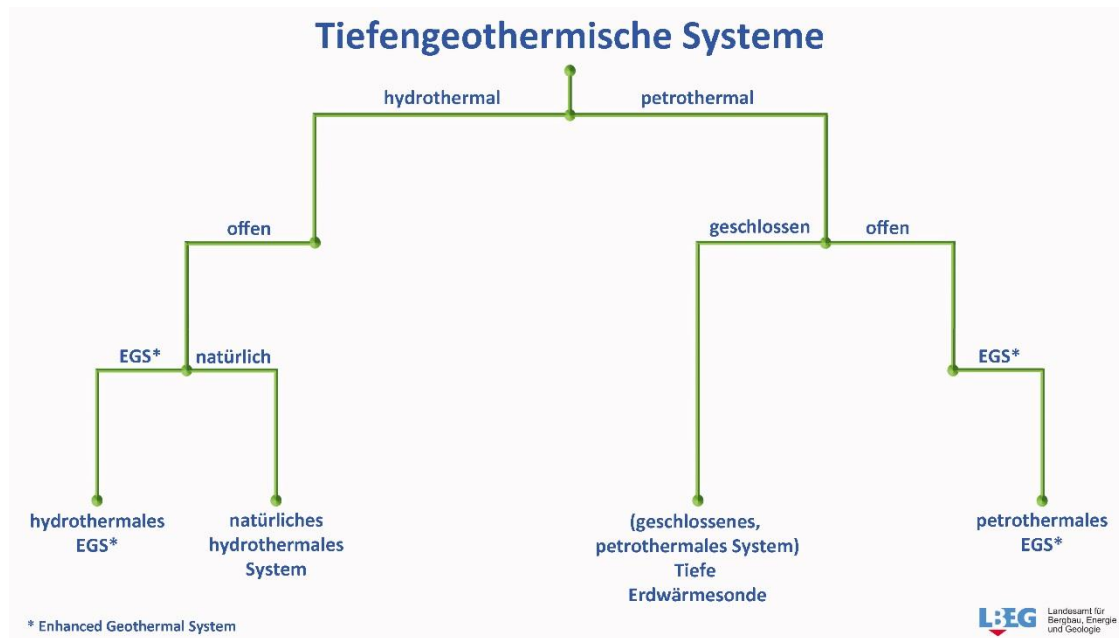 Tiefengeothermische Systeme
hydrothermal
petrothermal
offen
geschlossen
offen
EGS*
natürlich
EGS*
hydrothermales
EGS*
natürliches
hydrothermales
System
(geschlossenes,
petrothermales System)
Tiefe
Erdwärmesonde
petrothermales
EGS*
* Enhanced Geothermal System
LBEG
Landesamt für
Bergbau, Energie
und Geologie